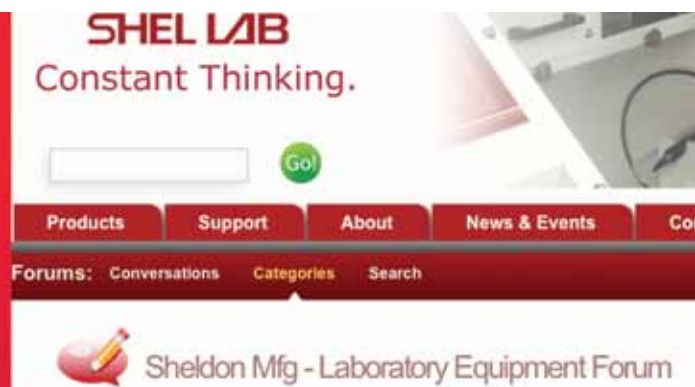 SHEL LAB
Constant Thinking.
Go!
Products Support About News & Events Co
Forums: Conversations Categories Search
Sheldon Mfg - Laboratory Equipment Forum